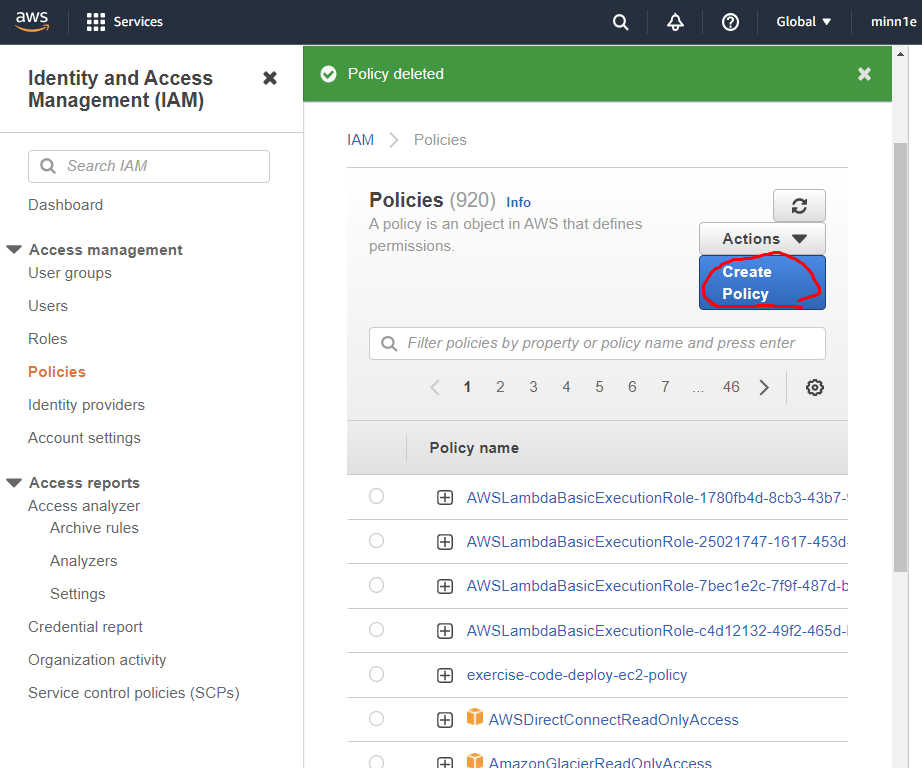 aws
Services
Global
minn1e
Identity and Access
Management (IAM)
Search IAM
Dashboard
Access management
User groups
Users
Roles
Policies
Identity providers
Account settings
Access reports
Access analyzer
Archive rules
Analyzers
Settings
Credential report
Organization activity
Service control policies (SCPs)
Policy deleted
IAM
Policies
Policies (920) Info
A policy is an object in AWS that defines
permissions.
Actions
Create
Policy
Filter policies by property or policy name and press enter
1 2 3 4 5 6 7 ... 46
Policy name
AWSLambdaBasicExecutionRole-1780fb4d-8cb3-43b7-
AWSLambdaBasicExecutionRole-25021747-1617-453d-
AWSLambdaBasicExecutionRole-7bec1e2c-7f9f-487d-b
AWSLambdaBasicExecutionRole-c4d12132-49f2-465d-
exercise-code-deploy-ec2-policy
AWSDirectConnectReadOnlyAccess
AmazonGlacierReadOnlyAccess